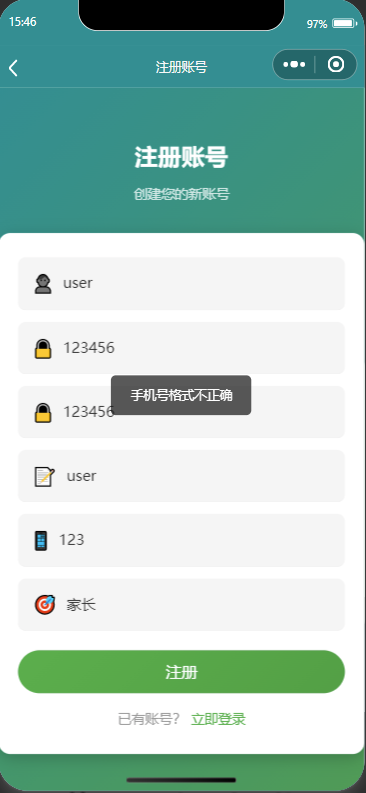 15:46
97%
注册账号
注册账号
创建您的新账号
user
123456
手机号格式不正确
123456
user
123
家长
注册
已有账号? 立即登录